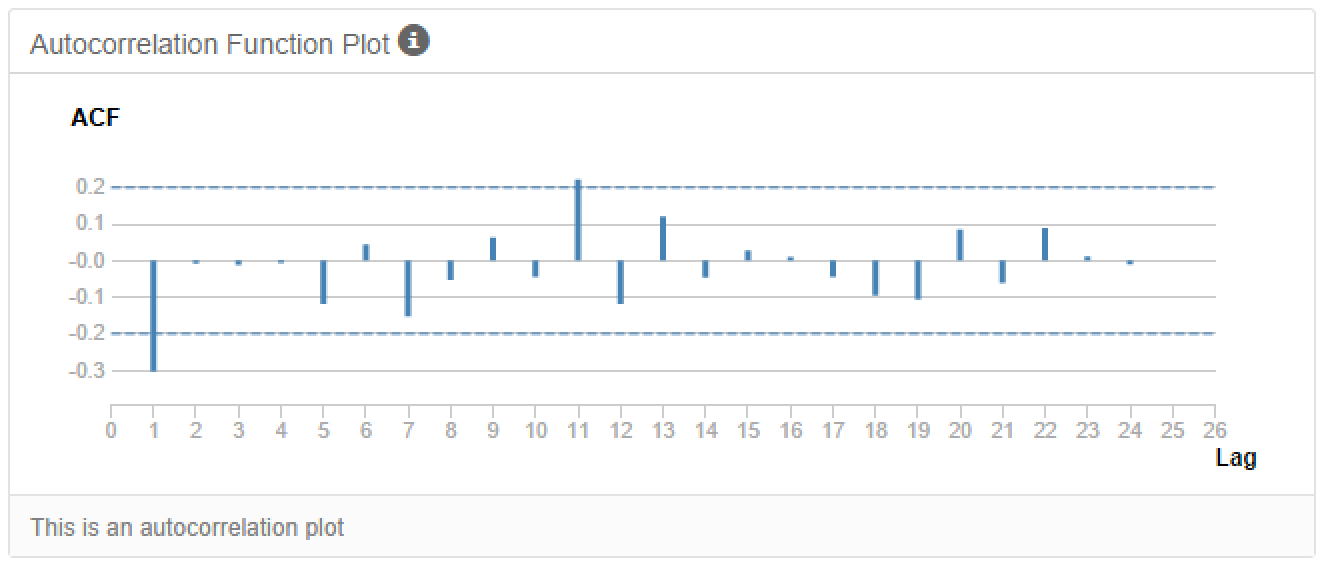 Autocorrelation Function Plot i
ACF
0.2
0.1
-0.0
-0.1
-0.2
-0.3
0 1 2 3 4 5 6 7 8 9 10 11 12 13 14 15 16 17 18 19 20 21 22 23 24 25 26
Lag
This is an autocorrelation plot